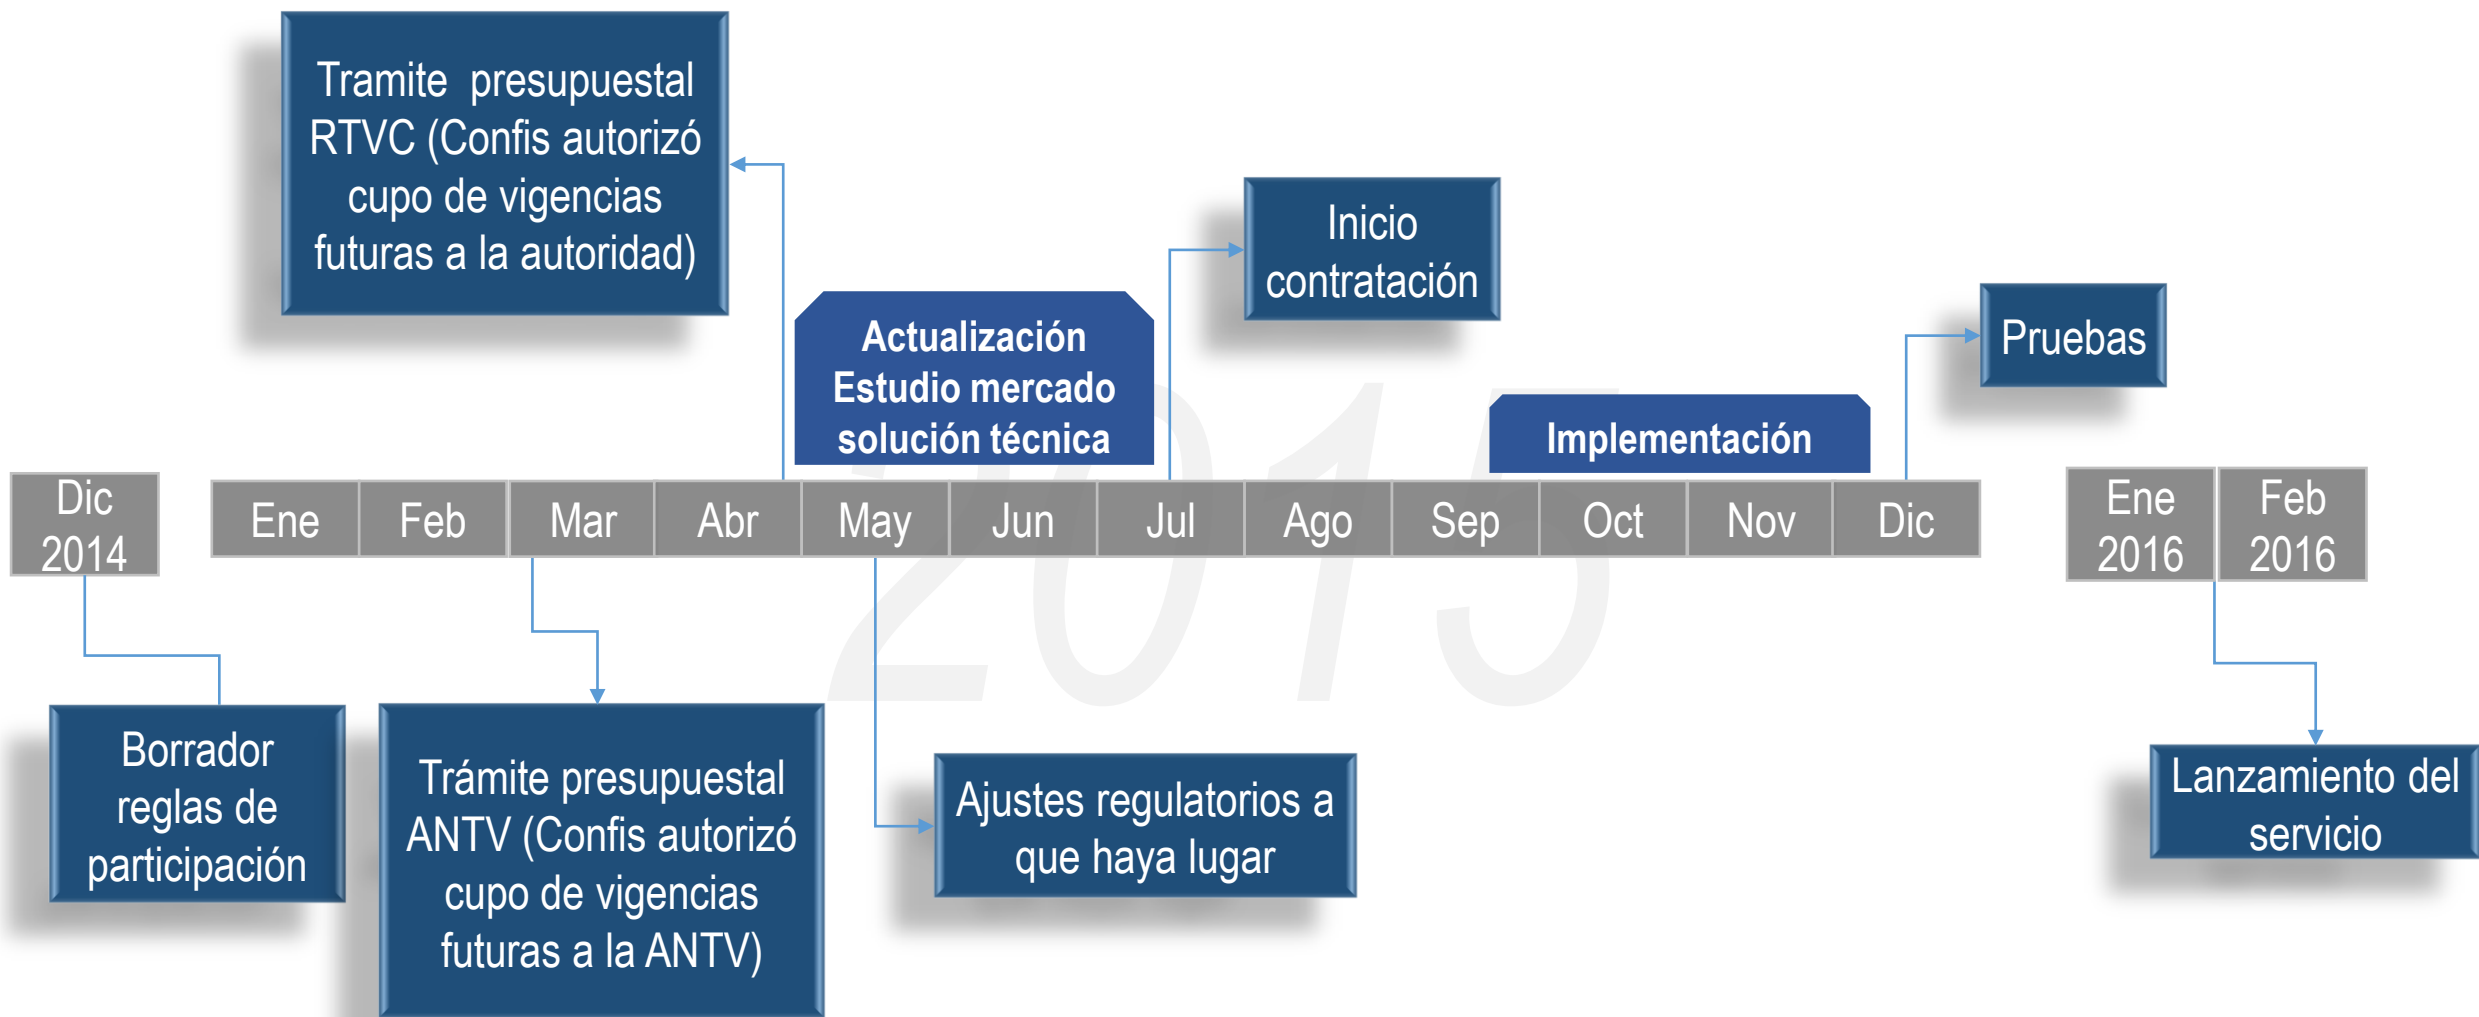 Tramite presupuestal
RTVC (Confis autorizó
cupo de vigencias
futuras a la autoridad)
Inicio
contratación
Actualización
Estudio mercado
solución técnica
Pruebas
Implementación
2015
Dic
2014
Ene
Feb
Mar
Abr
May
Jun
Jul
Ago
Sep
Oct
Nov
Dic
Ene
2016
Feb
2016
Borrador
reglas de
participación
Trámite presupuestal
ANTV (Confis autorizó
cupo de vigencias
futuras a la ANTV)
Ajustes regulatorios a
que haya lugar
Lanzamiento del
servicio